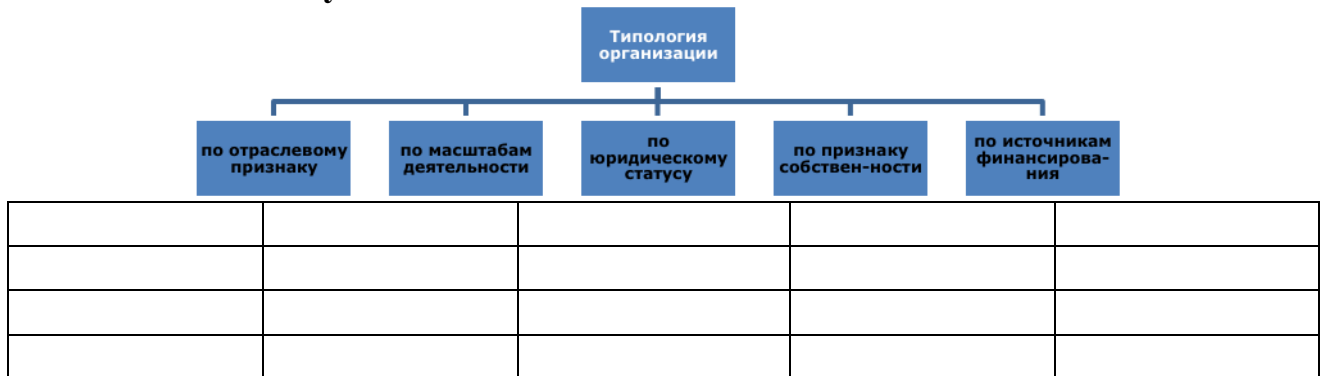 Типология
организации
по отраслевому
признаку
по масштабам
деятельности
по
юридическому
статусу
по признаку
собствен-ности
по источникам
финансирова-
ния